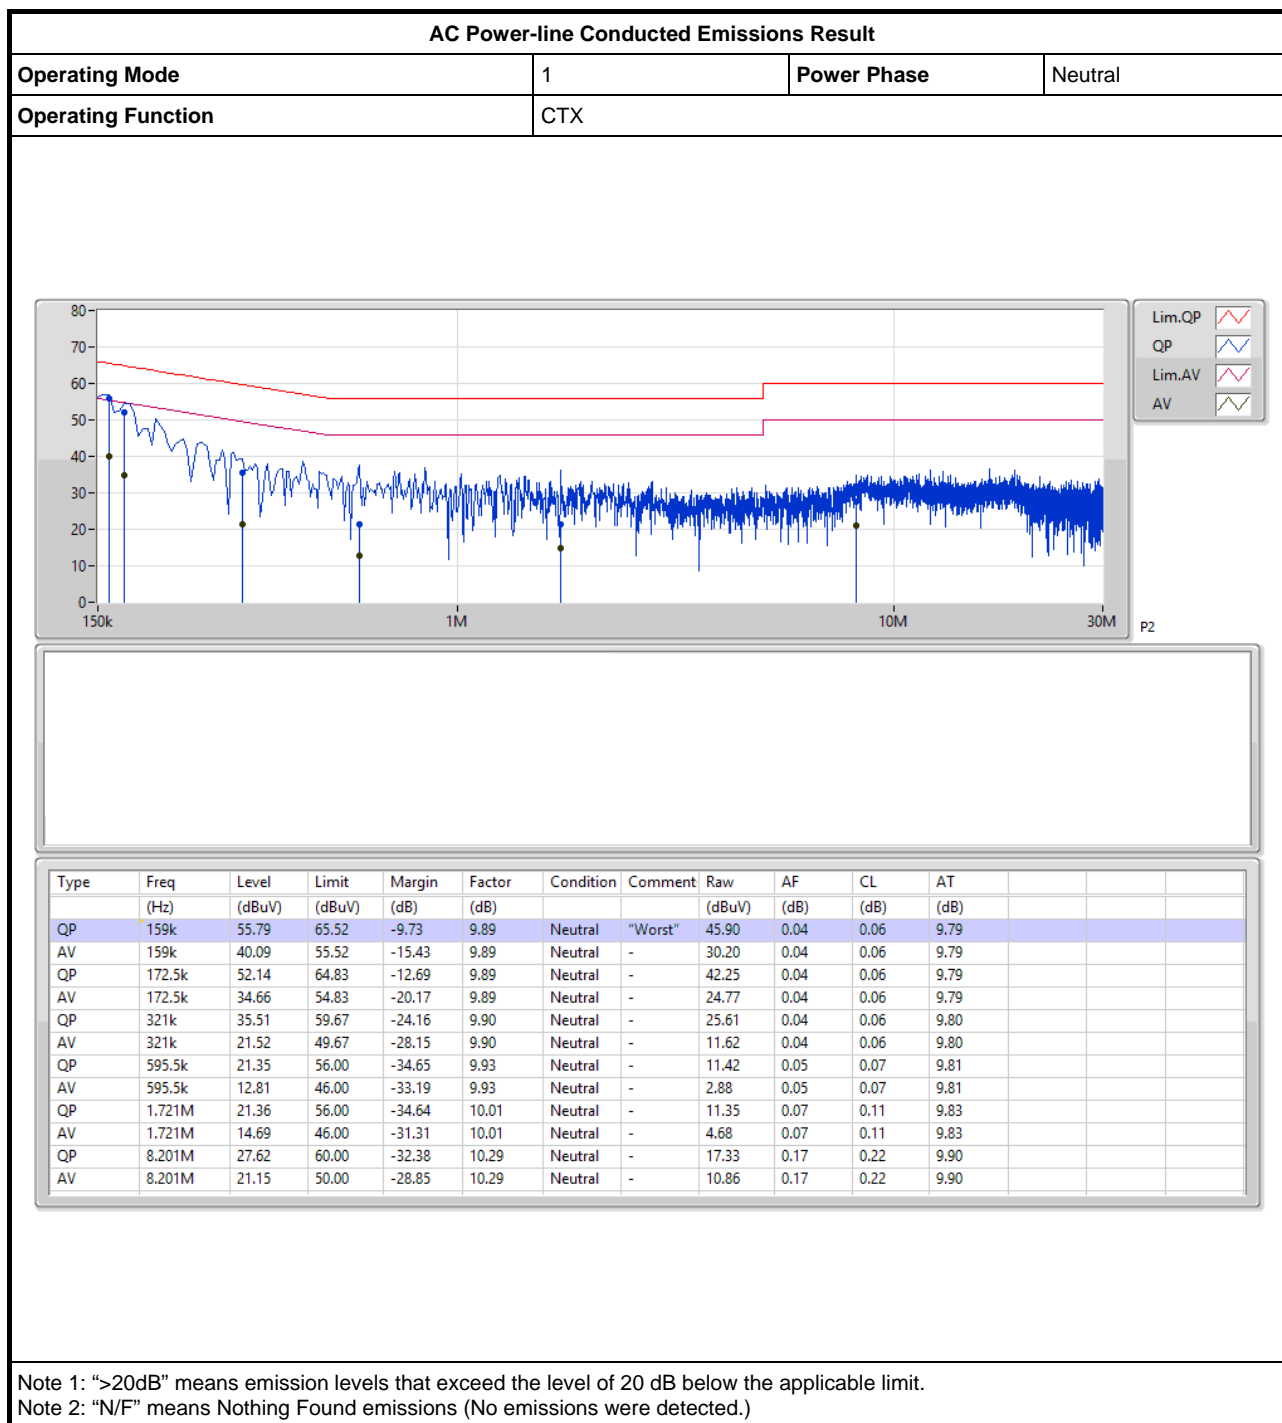 AC Power-line Conducted Emissions Result
Operating Mode 1 Power Phase Neutral
Operating Function CTX
80
70
60
50
40
30
20
10
0
150k 1M 10M 30M
Lim.QP
QP
Lim.AV
AV
P2
Type Freq Level Limit Margin Factor Condition Comment Raw AF CL AT
(Hz) (dBuV) (dBuV) (dB) (dB) (dBuV) (dB) (dB) (dB)
QP 159k 55.79 65.52 -9.73 9.89 Neutral "Worst" 45.90 0.04 0.06 9.79
AV 159k 40.09 55.52 -15.43 9.89 Neutral - 30.20 0.04 0.06 9.79
QP 172.5k 52.14 64.83 -12.69 9.89 Neutral - 42.25 0.04 0.06 9.79
AV 172.5k 34.66 54.83 -20.17 9.89 Neutral - 24.77 0.04 0.06 9.79
QP 321k 35.51 59.67 -24.16 9.90 Neutral - 25.61 0.04 0.06 9.80
AV 321k 21.52 49.67 -28.15 9.90 Neutral - 11.62 0.04 0.06 9.80
QP 595.5k 21.35 56.00 -34.65 9.93 Neutral - 11.42 0.05 0.07 9.81
AV 595.5k 12.81 46.00 -33.19 9.93 Neutral - 2.88 0.05 0.07 9.81
QP 1.721M 21.36 56.00 -34.64 10.01 Neutral - 11.35 0.07 0.11 9.83
AV 1.721M 14.69 46.00 -31.31 10.01 Neutral - 4.68 0.07 0.11 9.83
QP 8.201M 27.62 60.00 -32.38 10.29 Neutral - 17.33 0.17 0.22 9.90
AV 8.201M 21.15 50.00 -28.85 10.29 Neutral - 10.86 0.17 0.22 9.90
Note 1: “>20dB” means emission levels that exceed the level of 20 dB below the applicable limit.
Note 2: “N/F” means Nothing Found emissions (No emissions were detected.)